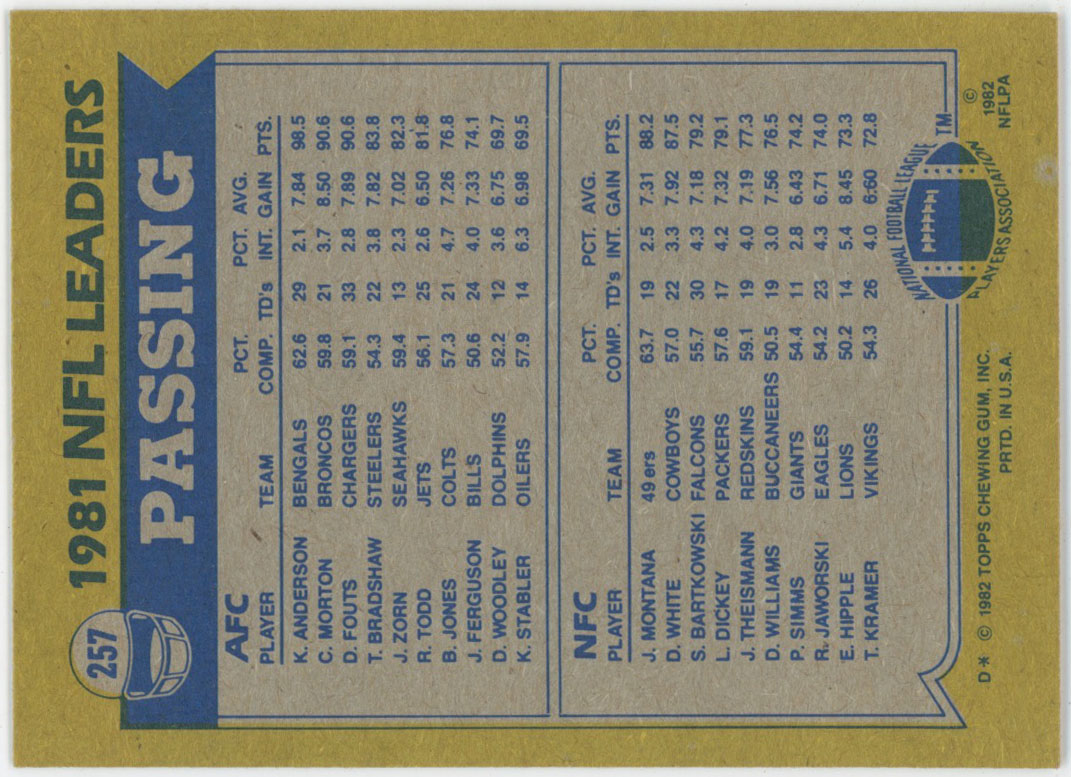 257
1981 NFL LEADERS
PASSING
AFC
PCT. PCT. AVG.
PLAYER TEAM COMP. TD's INT. GAIN PTS.
K. ANDERSON BENGALS 62.6 29 2.1 7.84 98.5
C. MORTON BRONCOS 59.8 21 3.7 8.50 90.6
D. FOUTS CHARGERS 59.1 33 2.8 7.89 90.6
T. BRADSHAW STEELERS 54.3 22 3.8 7.82 83.8
J. ZORN SEAHAWKS 59.4 13 2.3 7.02 82.3
R. TODD JETS 56.1 25 2.6 6.50 81.8
B. JONES COLTS 57.3 21 4.7 7.26 76.8
J. FERGUSON BILLS 50.6 24 4.0 7.33 74.1
D. WOODLEY DOLPHINS 52.2 12 3.6 6.75 69.7
K. STABLER OILERS 57.9 14 6.3 6.98 69.5
NFC
PCT. PCT. AVG.
PLAYER TEAM COMP. TD's INT. GAIN PTS.
J. MONTANA 49 ers 63.7 19 2.5 7.31 88.2
D. WHITE COWBOYS 57.0 22 3.3 7.92 87.5
S. BARTKOWSKI FALCONS 55.7 30 4.3 7.18 79.2
L. DICKEY PACKERS 57.6 17 4.2 7.32 79.1
J. THEISMANN REDSKINS 59.1 19 4.0 7.19 77.3
D. WILLIAMS BUCCANEERS 50.5 19 3.0 7.56 76.5
P. SIMMS GIANTS 54.4 11 2.8 6.43 74.2
R. JAWORSKI EAGLES 54.2 23 4.3 6.71 74.0
E. HIPPLE LIONS 50.2 14 5.4 8.45 73.3
T. KRAMER VIKINGS 54.3 26 4.0 6.60 72.8
NATIONAL FOOTBALL LEAGUE TM
PLAYERS ASSOCIATION
©
1982
NFLPA
D* © 1982 TOPPS CHEWING GUM, INC.
PRTD. IN U.S.A.